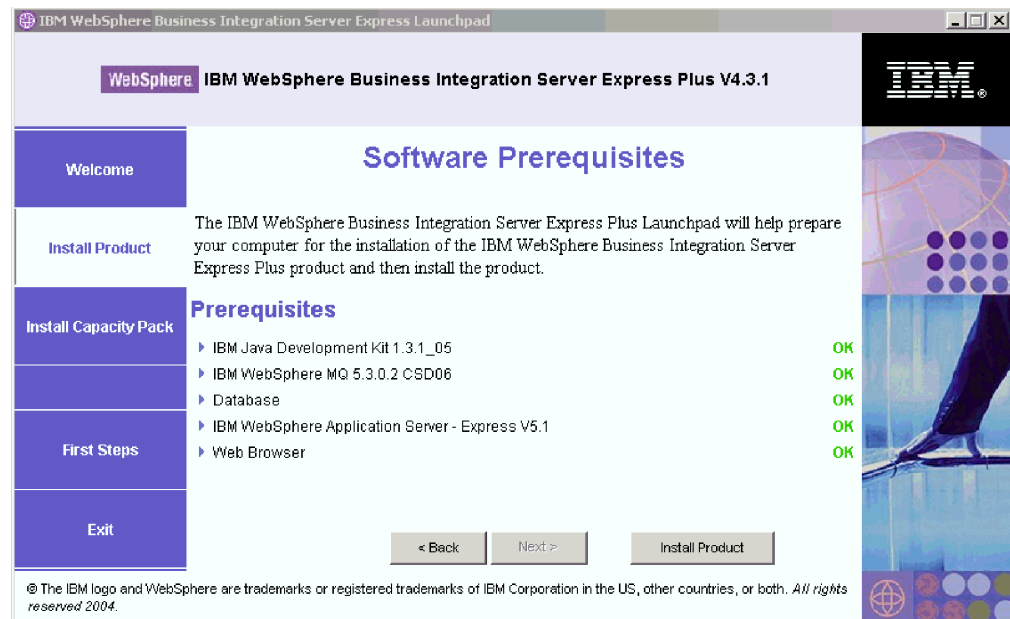 IBM WebSphere Business Integration Server Express Launchpad
WebSphere IBM WebSphere Business Integration Server Express Plus V4.3.1
IBM®
Welcome
Install Product
Install Capacity Pack
First Steps
Exit
Software Prerequisites
The IBM WebSphere Business Integration Server Express Plus Launchpad will help prepare
your computer for the installation of the IBM WebSphere Business Integration Server
Express Plus product and then install the product.
Prerequisites
IBM Java Development Kit 1.3.1_05 OK
IBM WebSphere MQ 5.3.0.2 CSD06 OK
Database OK
IBM WebSphere Application Server - Express V5.1 OK
Web Browser OK
< Back Next > Install Product
© The IBM logo and WebSphere are trademarks or registered trademarks of IBM Corporation in the US, other countries, or both. All rights
reserved 2004.